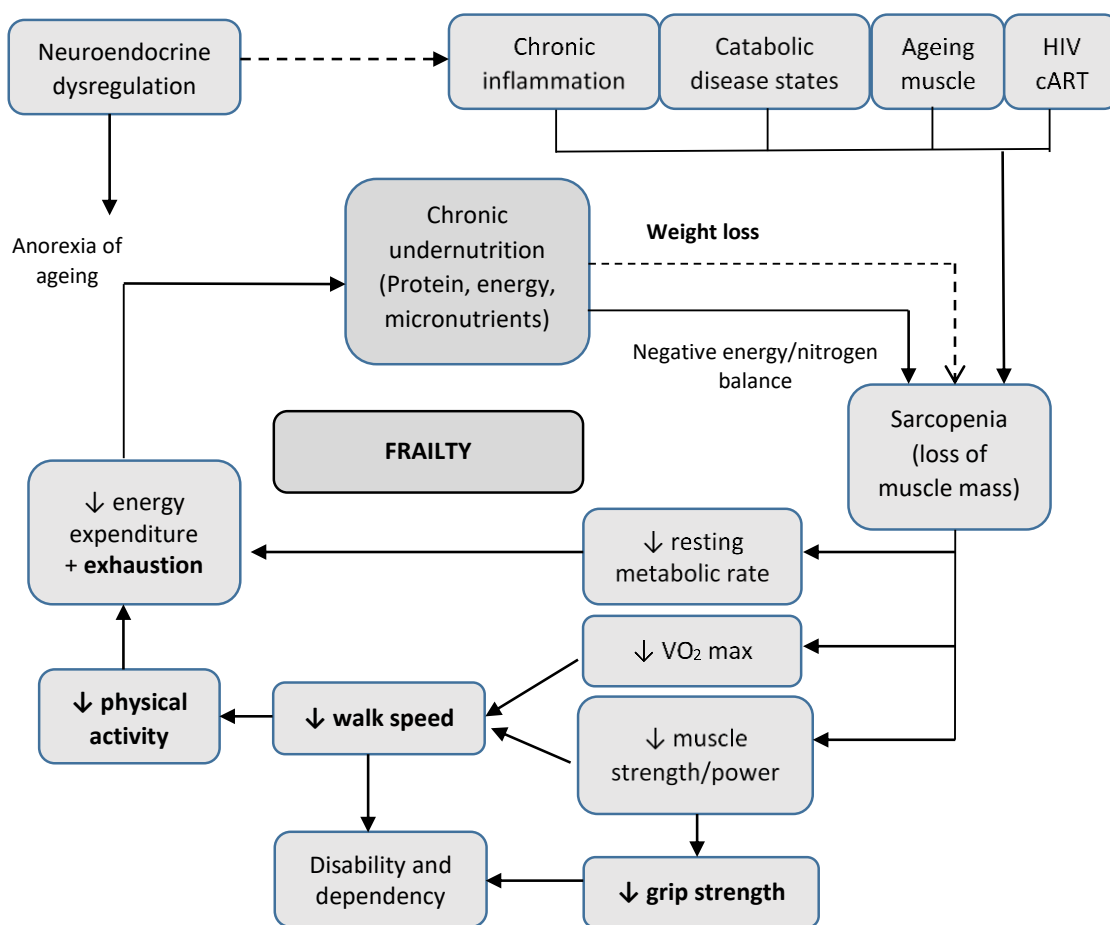 Neuroendocrine
dysregulation
Chronic
inflammation
Catabolic
disease states
Ageing
muscle
HIV
cART
Anorexia of
ageing
Chronic
undernutrition
(Protein, energy,
micronutrients)
Weight loss
Negative energy/nitrogen
balance
Sarcopenia
(loss of
muscle mass)
FRAILTY
↓ energy
expenditure
+ exhaustion
↓ resting
metabolic rate
↓ VO₂ max
↓ physical
activity
↓ walk speed
↓ muscle
strength/power
Disability and
dependency
↓ grip strength